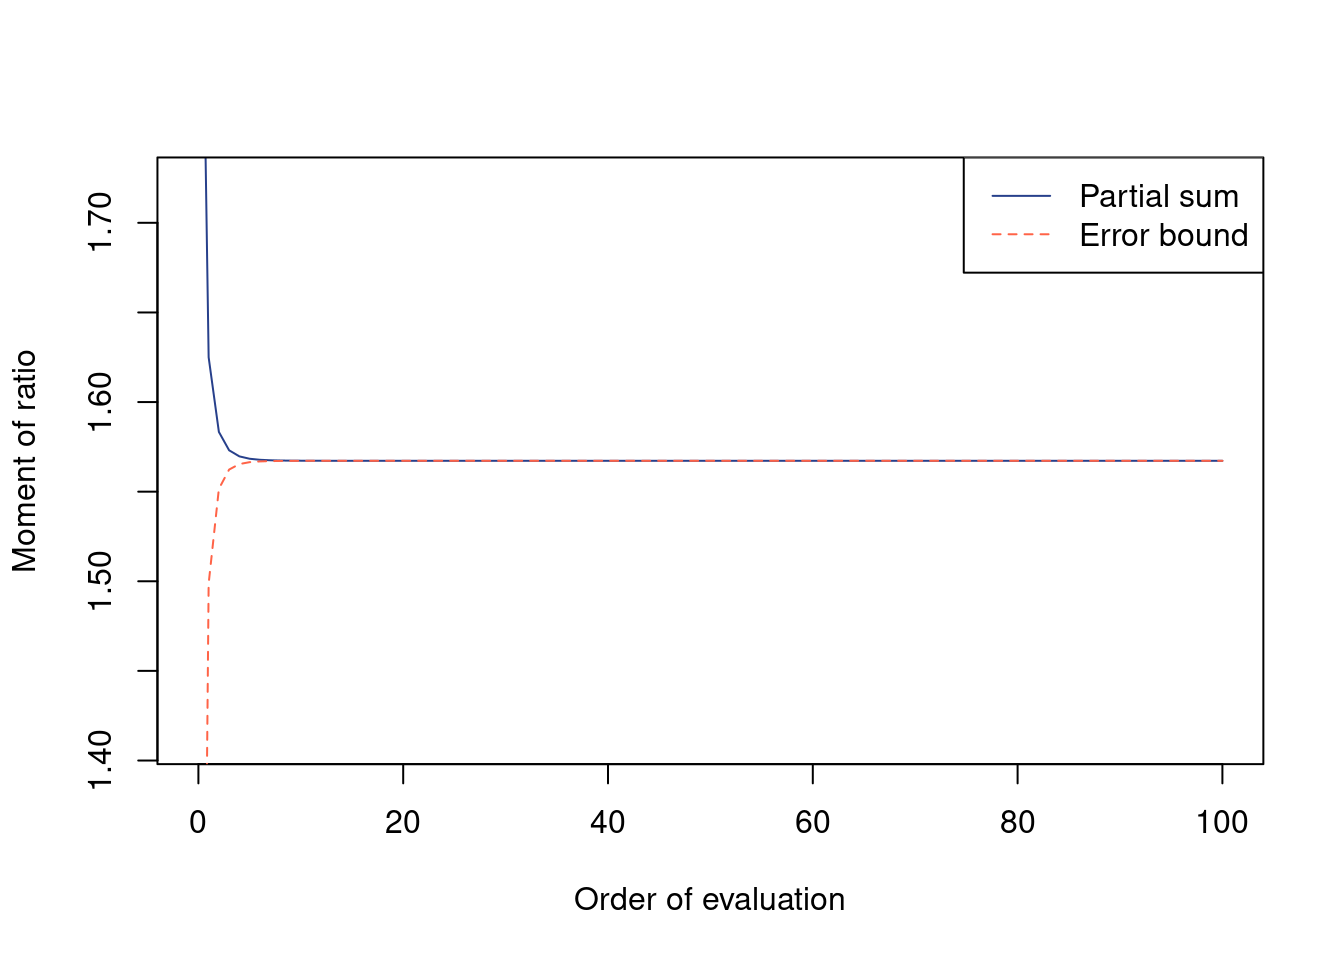 Partial sum
Error bound
Moment of ratio
1.70
1.60
1.50
1.40
0 20 40 60 80 100
Order of evaluation